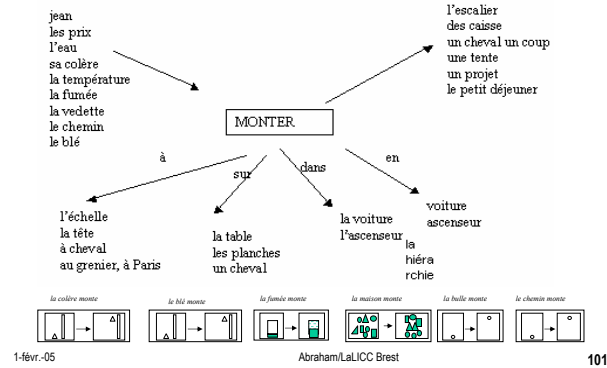 jean
les prix
l'eau
sa colère
la température
la fumée
la vedette
le chemin
le blé
l'escalier
des caisse
un cheval un coup
une tente
un projet
le petit déjeuner
MONTER
à
sur
dans
en
l'échelle
la tête
à cheval
au grenier, à Paris
la table
les planches
un cheval
la voiture
l'ascenseur
voiture
ascenseur
la
hiéra
rchie
la colère monte
le blé monte
la fumée monte
la maison monte
la bulle monte
le chemin monte
1-févr.-05
Abraham/LaLICC Brest
101